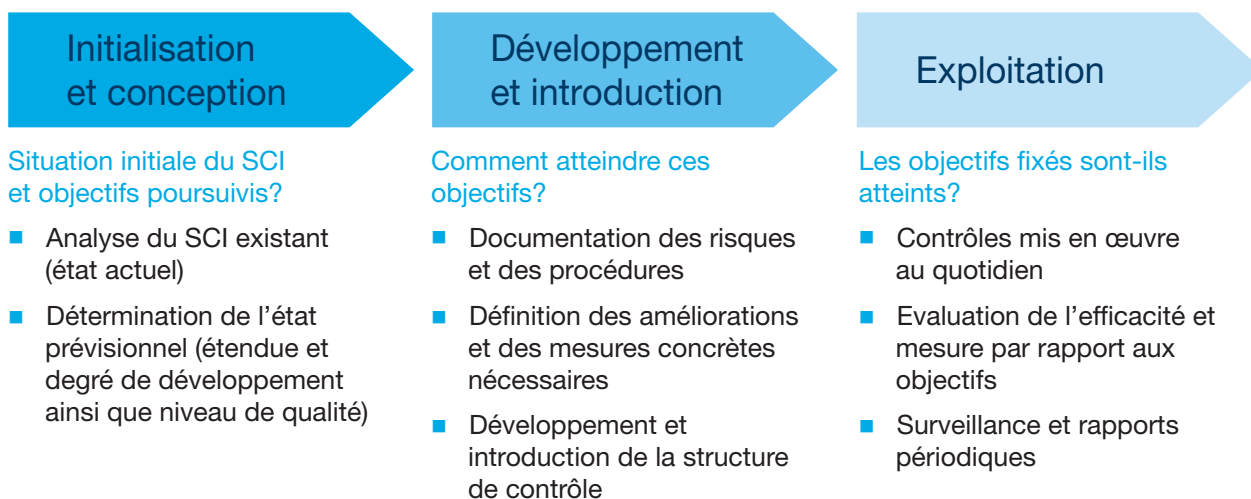 Initialisation
et conception
Situation initiale du SCI
et objectifs poursuivis?
Analyse du SCI existant
(état actuel)
Détermination de l’état
prévisionnel (étendue et
degré de développement
ainsi que niveau de qualité)
Développement
et introduction
Comment atteindre ces
objectifs?
Documentation des risques
et des procédures
Définition des améliorations
et des mesures concrètes
nécessaires
Développement et
introduction de la structure
de contrôle
Exploitation
Les objectifs fixés sont-ils
atteints?
Contrôles mis en œuvre
au quotidien
Evaluation de l’efficacité et
mesure par rapport aux
objectifs
Surveillance et rapports
périodiques